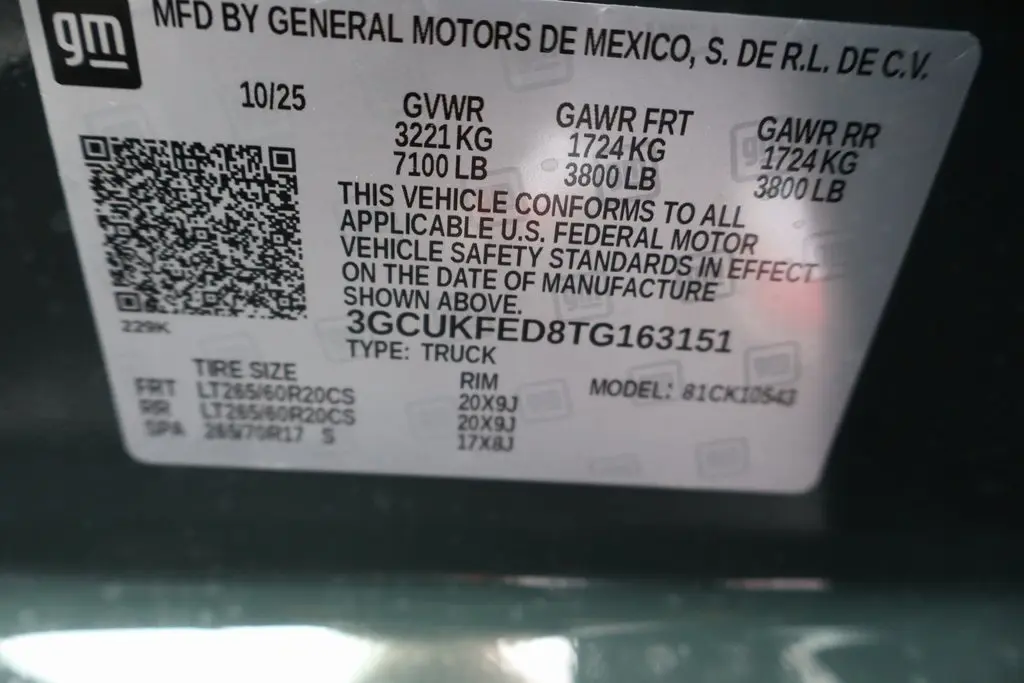 gm
MFD BY GENERAL MOTORS DE MEXICO, S. DE R.L. DE C.V.
10/25
GVWR
3221 KG
7100 LB
GAWR FRT
1724 KG
3800 LB
GAWR RR
1724 KG
3800 LB
THIS VEHICLE CONFORMS TO ALL
APPLICABLE U.S. FEDERAL MOTOR
VEHICLE SAFETY STANDARDS IN EFFECT
ON THE DATE OF MANUFACTURE
SHOWN ABOVE.
229K
3GCUKFED8TG163151
TYPE: TRUCK
TIRE SIZE
RIM
MODEL: 81CK10543
FRT LT265/60R20CS 20X9J
RR LT265/60R20CS 20X9J
SPA 265/70R17 S 17X8J